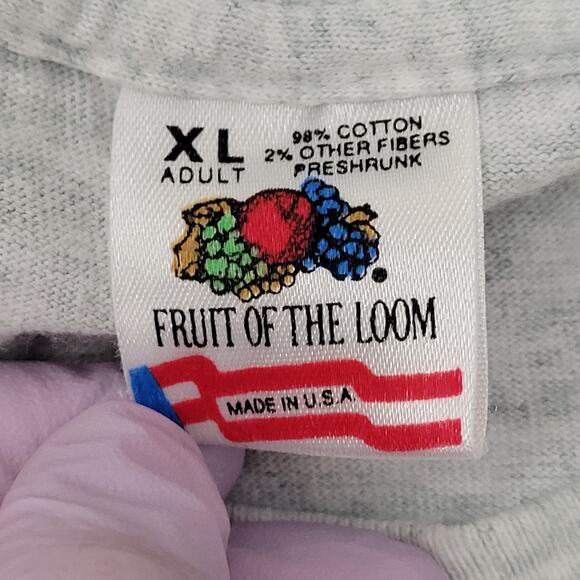 XL
ADULT
98% COTTON
2% OTHER FIBERS
PRESHRUNK
FRUIT OF THE LOOM
MADE IN U.S.A.